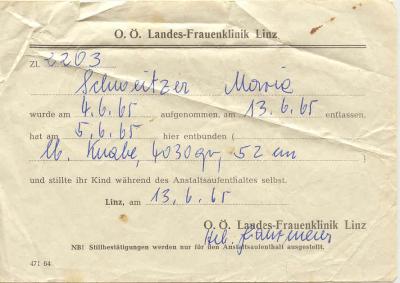 O. Ö. Landes-Frauenklinik Linz
Zl. 2203
Schweitzer Maria
wurde am 4.6.65 aufgenommen, am 13.6.65 entlassen,
hat am 5.6.65 hier entbunden (
lb. Knabe, 4030 gr, 52 cm )
und stillte ihr Kind während des Anstaltsaufenthaltes selbst.
Linz, am 13.6.65
O. Ö. Landes-Frauenklinik Linz
Heb.
NB! Stillbestätigungen werden nur für den Anstaltsaufenthalt ausgestellt.
471 64